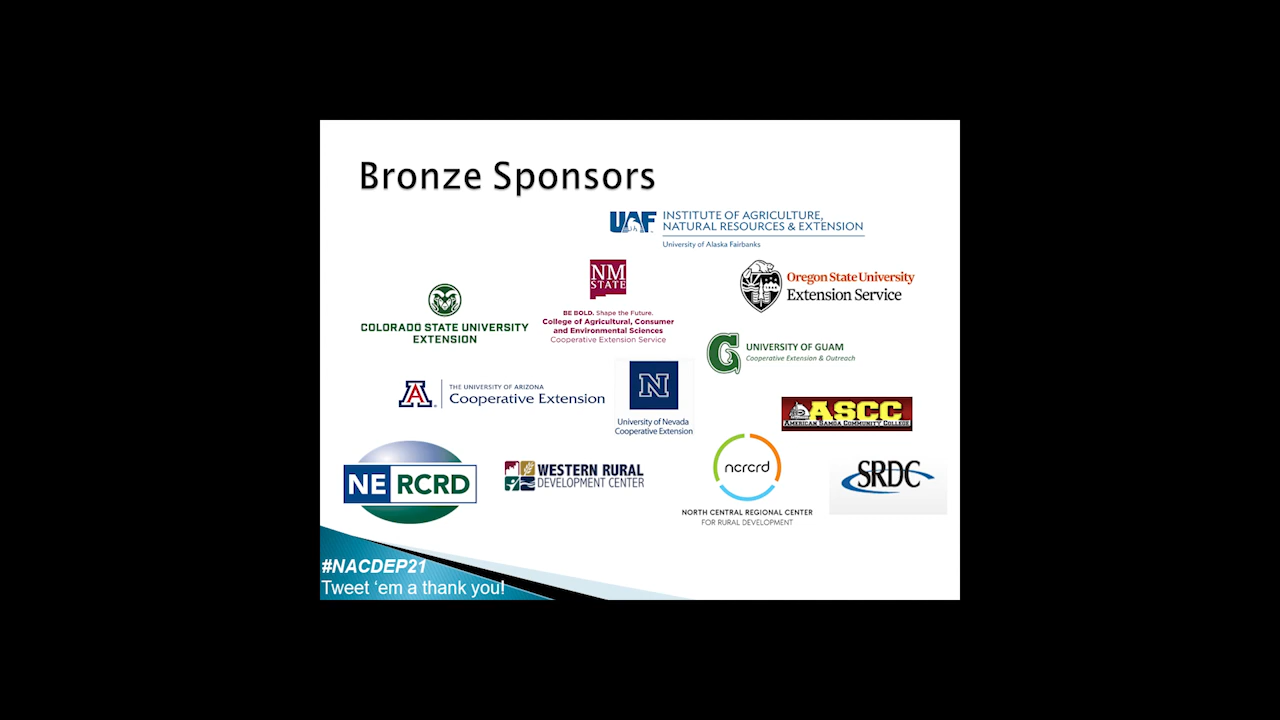 Bronze Sponsors
UAF
INSTITUTE OF AGRICULTURE,
NATURAL RESOURCES & EXTENSION
University of Alaska Fairbanks
NM
STATE
BE BOLD. Shape the Future.
College of Agricultural, Consumer
and Environmental Sciences
Cooperative Extension Service
Oregon State University
Extension Service
COLORADO STATE UNIVERSITY
EXTENSION
G
UNIVERSITY OF GUAM
Cooperative Extension & Outreach
A
THE UNIVERSITY OF ARIZONA
Cooperative Extension
N
University of Nevada
Cooperative Extension
ASCC
AMERICAN SAMOA COMMUNITY COLLEGE
NE RCRD
WESTERN RURAL
DEVELOPMENT CENTER
ncrcrd
NORTH CENTRAL REGIONAL CENTER
FOR RURAL DEVELOPMENT
SRDC
#NACDEP21
Tweet ‘em a thank you!